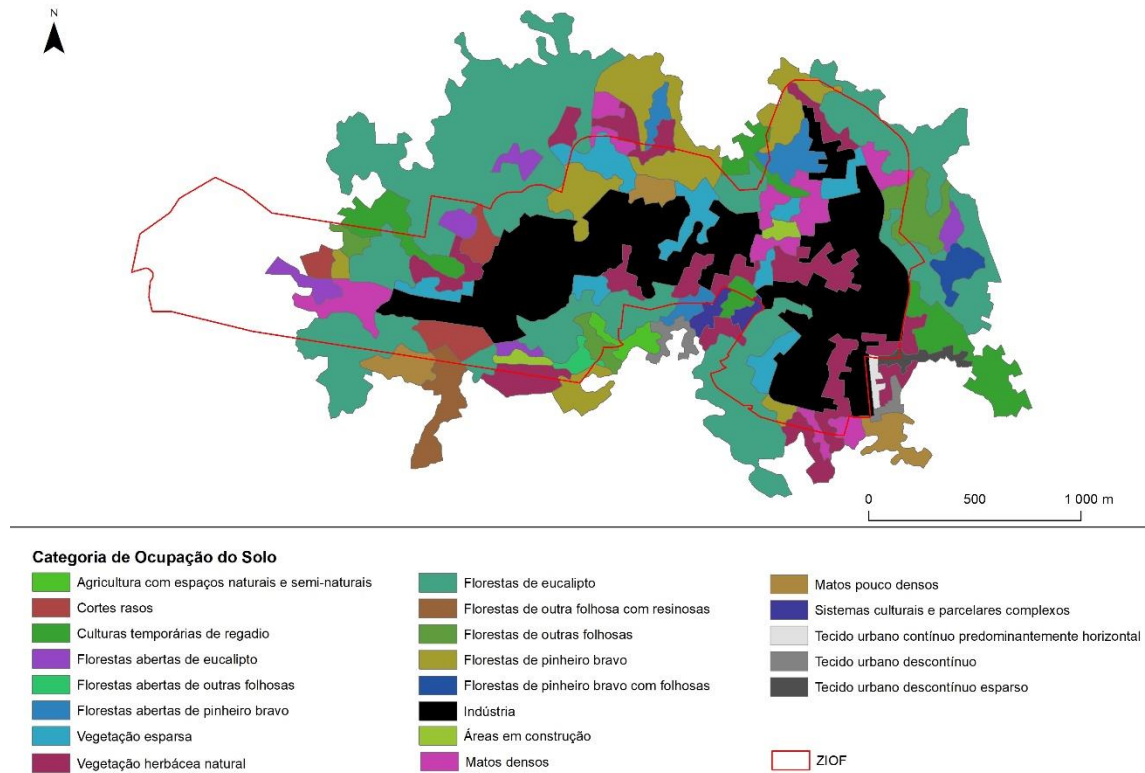 N
0 500 1 000 m
Categoria de Ocupação do Solo
Agricultura com espaços naturais e semi-naturais
Cortes rasos
Culturas temporárias de regadio
Florestas abertas de eucalipto
Florestas abertas de outras folhosas
Florestas abertas de pinheiro bravo
Vegetação esparsa
Vegetação herbácea natural
Florestas de eucalipto
Florestas de outra folhosa com resinosas
Florestas de outras folhosas
Florestas de pinheiro bravo
Florestas de pinheiro bravo com folhosas
Indústria
Áreas em construção
Matos densos
Matos pouco densos
Sistemas culturais e parcelares complexos
Tecido urbano contínuo predominantemente horizontal
Tecido urbano descontínuo
Tecido urbano descontínuo esparso
ZIOF